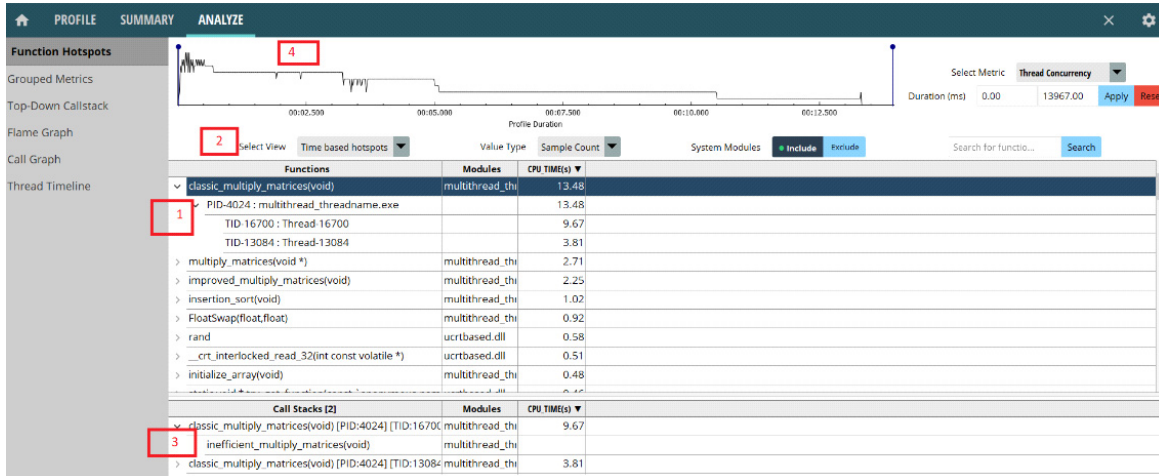 PROFILE SUMMARY ANALYZE
Function Hotspots
Grouped Metrics
Top-Down Callstack
Flame Graph
Call Graph
Thread Timeline
4
00:02.500 00:05.000 00:07.500 00:10.000 00:12.500
Profile Duration
Select Metric Thread Concurrency
Duration (ms) 0.00 13967.00 Apply Rese
2 Select View Time based hotspots Value Type Sample Count System Modules Include Exclude Search for functio... Search
Functions Modules CPU_TIME(s) ▼
classic_multiply_matrices(void) multithread_thr 13.48
1 PID-4024 : multithread_threadname.exe 13.48
TID-16700 : Thread-16700 9.67
TID-13084 : Thread-13084 3.81
multiply_matrices(void *) multithread_thr 2.71
improved_multiply_matrices(void) multithread_thr 2.25
insertion_sort(void) multithread_thr 1.02
FloatSwap(float,float) multithread_thr 0.92
rand ucrtbased.dll 0.58
__crt_interlocked_read_32(int const volatile *) ucrtbased.dll 0.51
initialize_array(void) multithread_thr 0.48
Call Stacks [2] Modules CPU_TIME(s) ▼
classic_multiply_matrices(void) [PID:4024] [TID:16700 multithread_thr 9.67
3 inefficient_multiply_matrices(void) multithread_thr
classic_multiply_matrices(void) [PID:4024] [TID:13084 multithread_thr 3.81